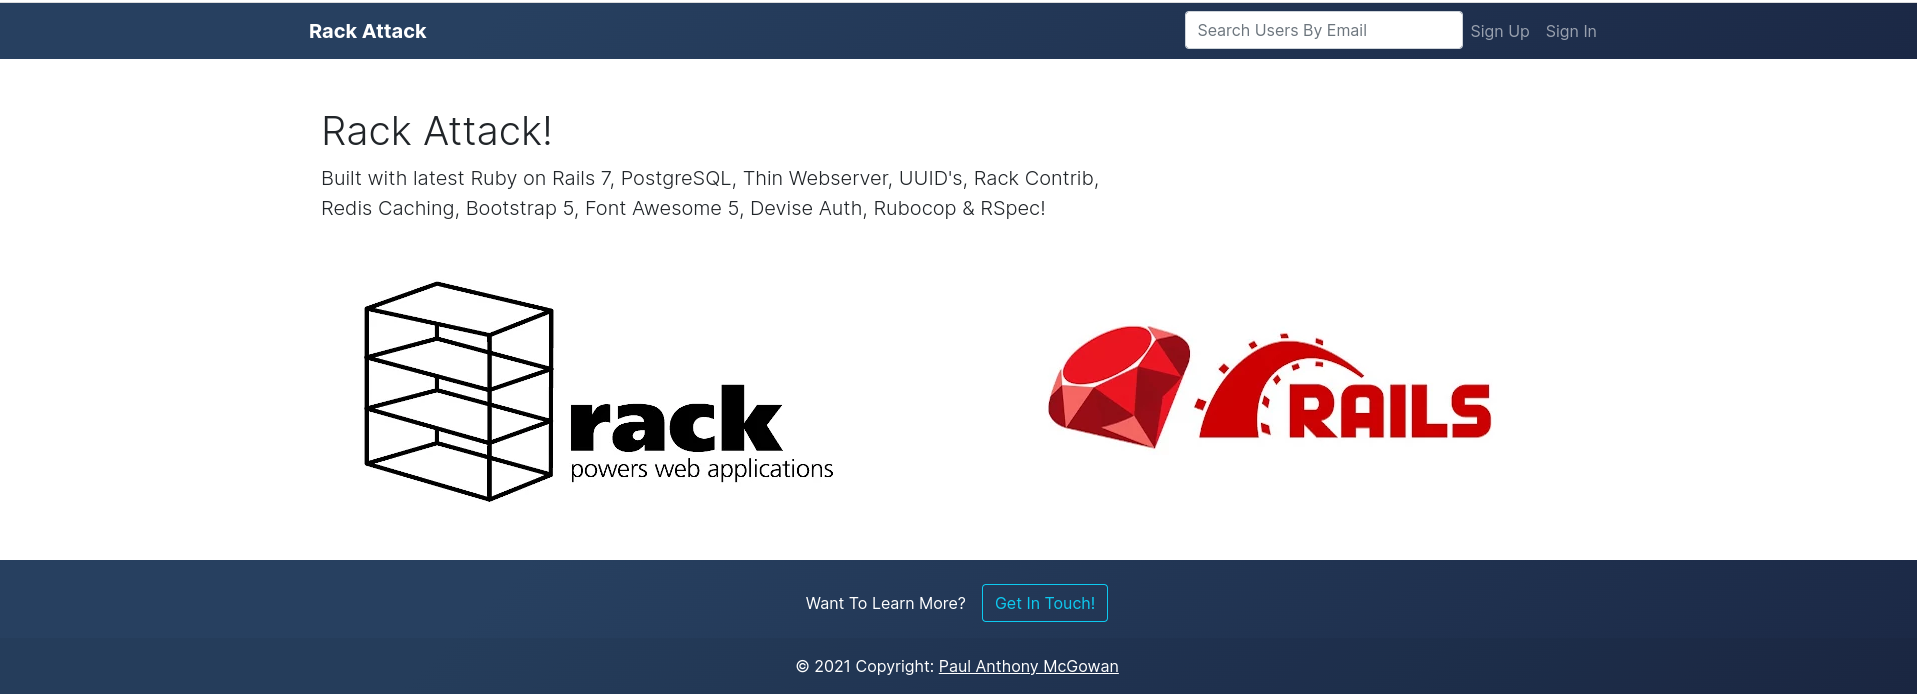 Rack Attack
Search Users By Email
Sign Up
Sign In
Rack Attack!
Built with latest Ruby on Rails 7, PostgreSQL, Thin Webserver, UUID's, Rack Contrib,
Redis Caching, Bootstrap 5, Font Awesome 5, Devise Auth, Rubocop & RSpec!
rack
powers web applications
RAILS
Want To Learn More?
Get In Touch!
© 2021 Copyright: Paul Anthony McGowan